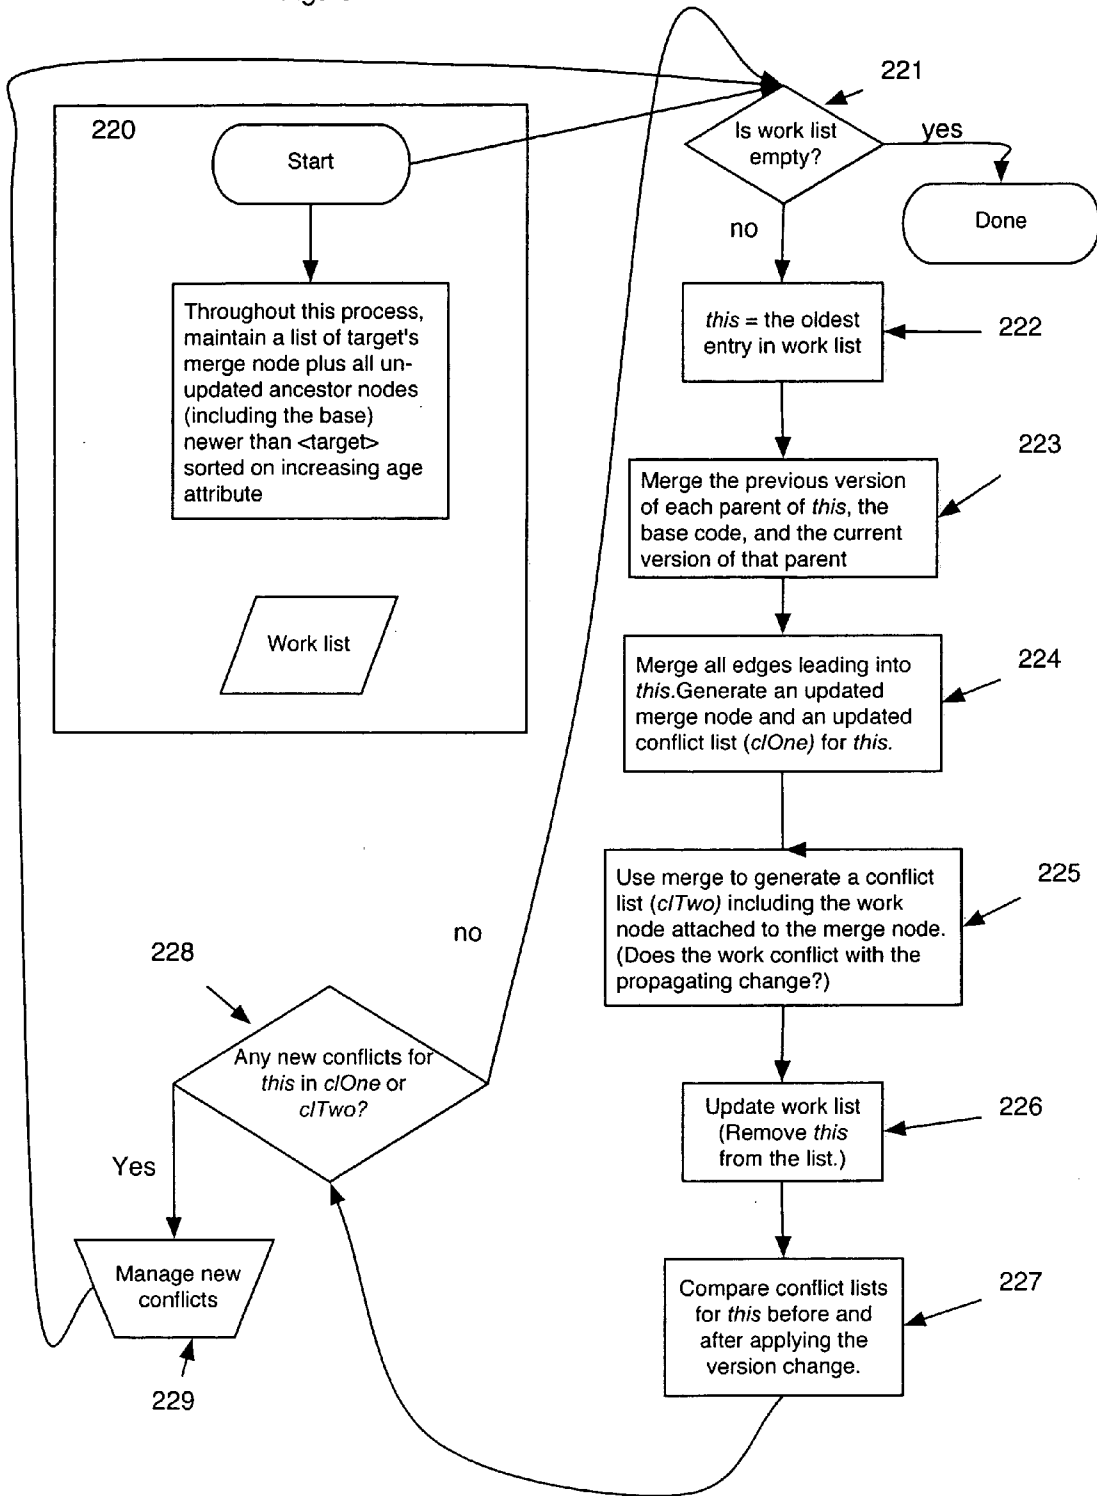 221
220
Start
Is work list
empty?
yes
Done
no
Throughout this process,
maintain a list of target's
merge node plus all un-
updated ancestor nodes
(including the base)
newer than <target>
sorted on increasing age
attribute
Work list
this = the oldest
entry in work list
222
223
Merge the previous version
of each parent of this, the
base code, and the current
version of that parent
224
Merge all edges leading into
this.Generate an updated
merge node and an updated
conflict list (clOne) for this.
225
Use merge to generate a conflict
list (clTwo) including the work
node attached to the merge node.
(Does the work conflict with the
propagating change?)
226
Update work list
(Remove this
from the list.)
227
Compare conflict lists
for this before and
after applying the
version change.
228
no
Any new conflicts for
this in clOne or
clTwo?
Yes
Manage new
conflicts
229